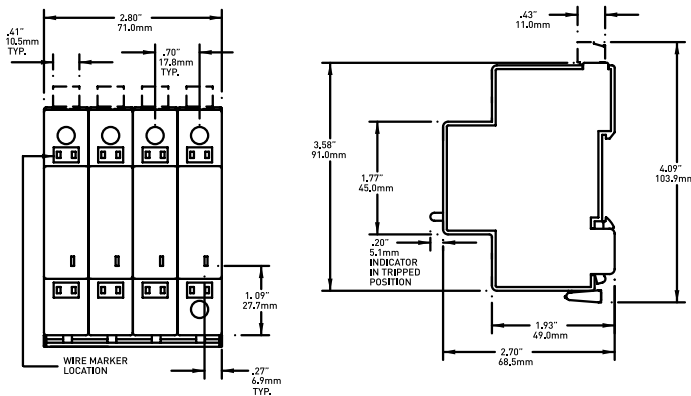 2.80"
71.0mm
.41"
10.5mm
TYP.
.70"
17.8mm
TYP.
1.09"
27.7mm
WIRE MARKER
LOCATION
.27"
6.9mm
TYP.
.43"
11.0mm
3.58"
91.0mm
1.77"
45.0mm
4.09"
103.9mm
.20"
5.1mm
INDICATOR
IN TRIPPED
POSITION
1.93"
49.0mm
2.70"
68.5mm